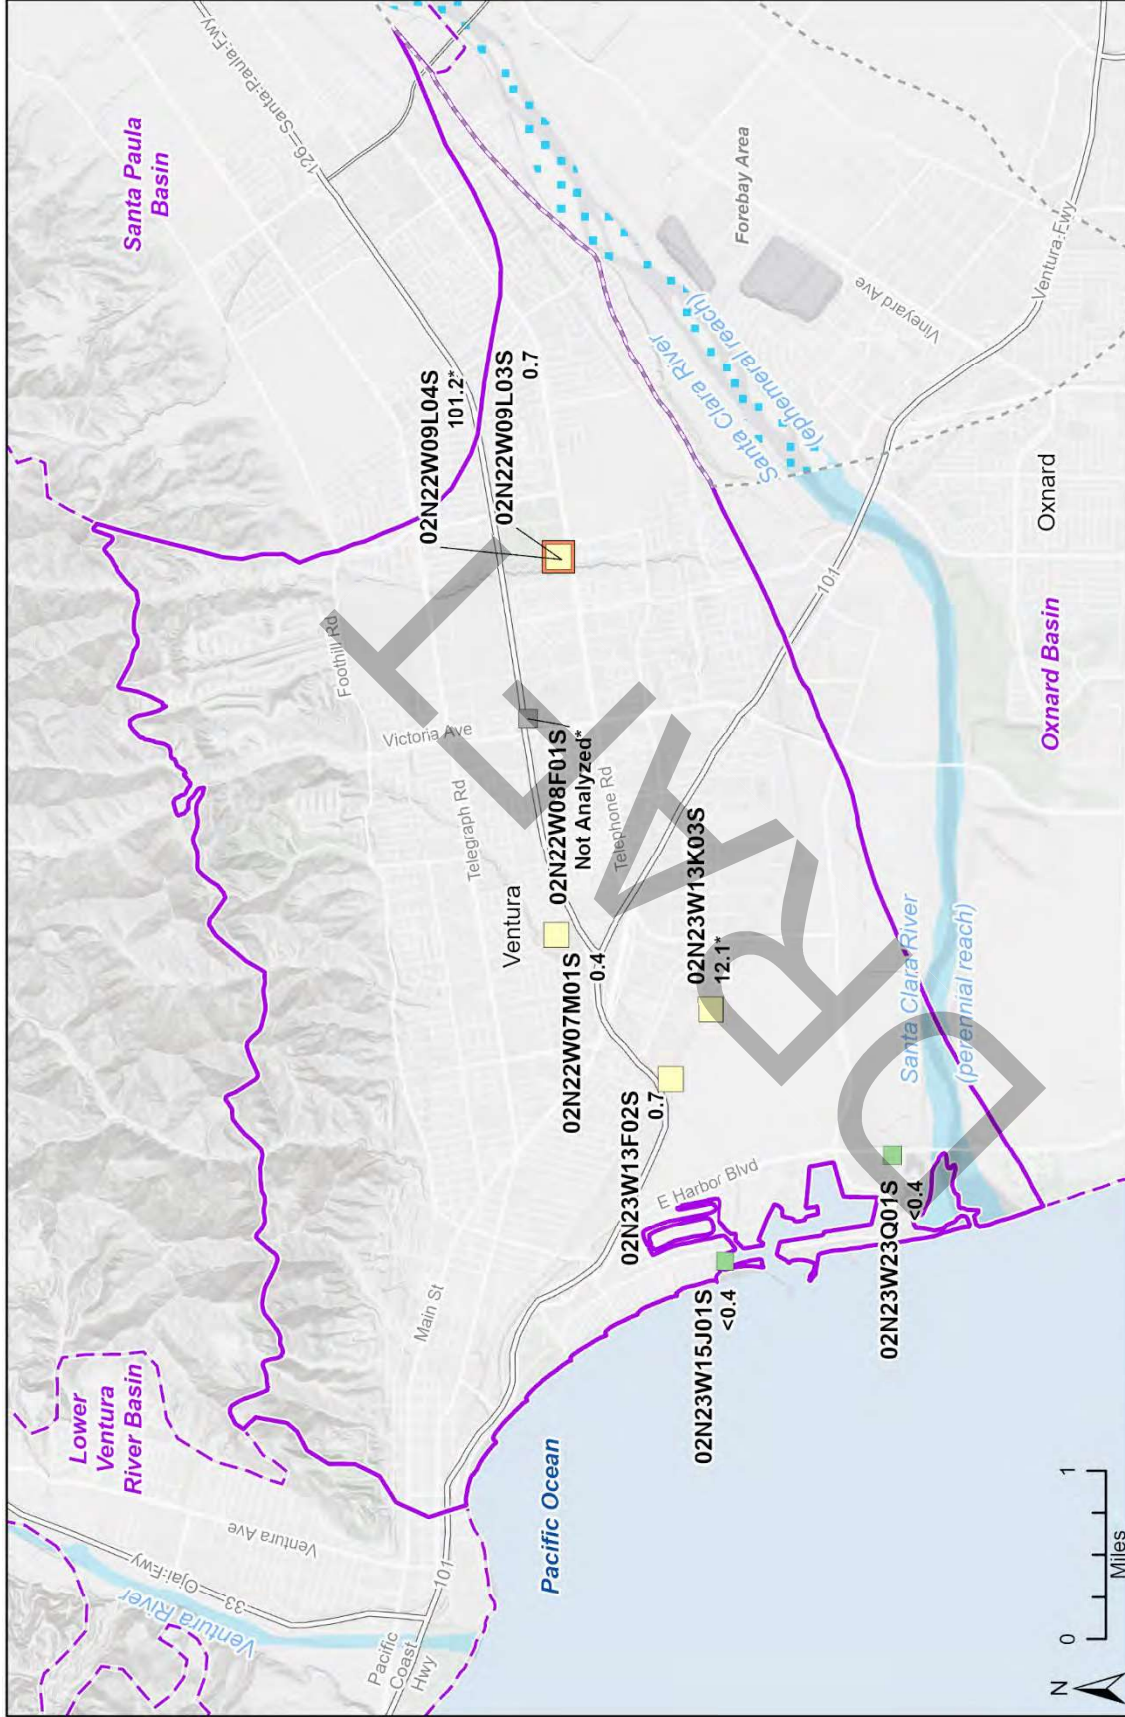 Santa Paula
Basin
126
Santa Paula Fwy
Lower
Ventura
River Basin
Ojai Fwy
33
Ventura River
Ventura Ave
Pacific
Coast
Hwy
101
Main St
Foothill Rd
Victoria Ave
Telegraph Rd
Telephone Rd
Ventura
02N22W09L04S
101.2*
02N22W09L03S
0.7
02N22W08F01S
Not Analyzed*
02N22W07M01S
0.4
02N23W13K03S
12.1*
02N23W13F02S
0.7
E Harbor Blvd
02N23W15J01S
<0.4
02N23W23Q01S
<0.4
Forebay Area
Vineyard Ave
Ventura Fwy
101
Santa Clara River
(ephemeral reach)
Santa Clara River
(perennial reach)
Oxnard
Oxnard Basin
Pacific Ocean
DRAFT
N
0 1
Miles